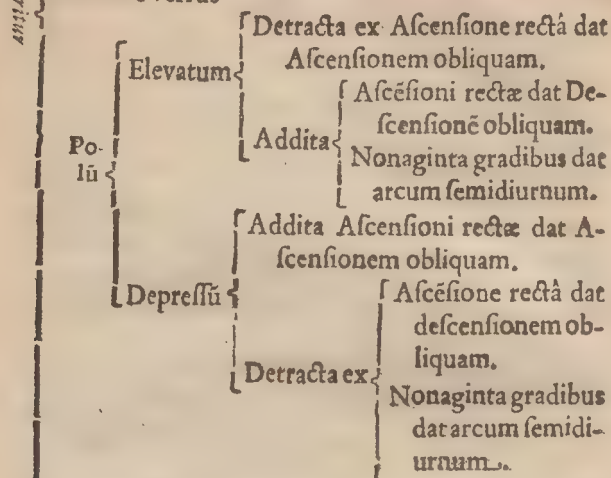 Detracta ex Aſcenſione rectâ dat
Aſcenſionem obliquam.
Elevatum
Aſcẽſioni rectæ dat De-
ſcenſionẽ obliquam.
Addita
Nonaginta gradibus dat
arcum ſemidiurnum.
Po-
lũ
Addita Aſcenſioni rectæ dat A-
ſcenſionem obliquam.
Depreſſũ
Aſcẽſione rectâ dat
deſcenſionem ob-
liquam.
Detracta ex
Nonaginta gradibus
dat arcum ſemidi-
urnum.